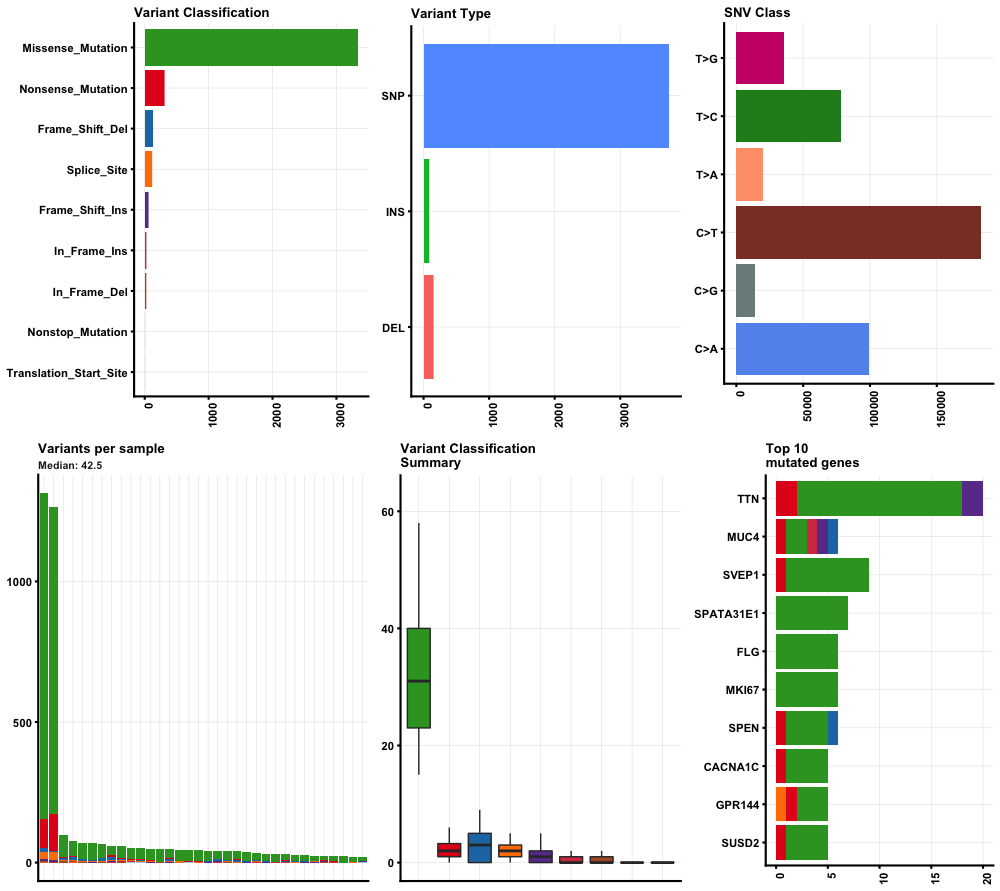 Variant Classification
Missense_Mutation
Nonsense_Mutation
Frame_Shift_Del
Splice_Site
Frame_Shift_Ins
In_Frame_Ins
In_Frame_Del
Nonstop_Mutation
Translation_Start_Site
0
1000
2000
3000
Variant Type
SNP
INS
DEL
0
1000
2000
3000
SNV Class
T>G
T>C
T>A
C>T
C>G
C>A
0
50000
100000
150000
Variants per sample
Median: 42.5
1000
500
0
Variant Classification
Summary
60
40
20
0
Top 10
mutated genes
TTN
MUC4
SVEP1
SPATA31E1
FLG
MKI67
SPEN
CACNA1C
GPR144
SUSD2
0
5
10
15
20